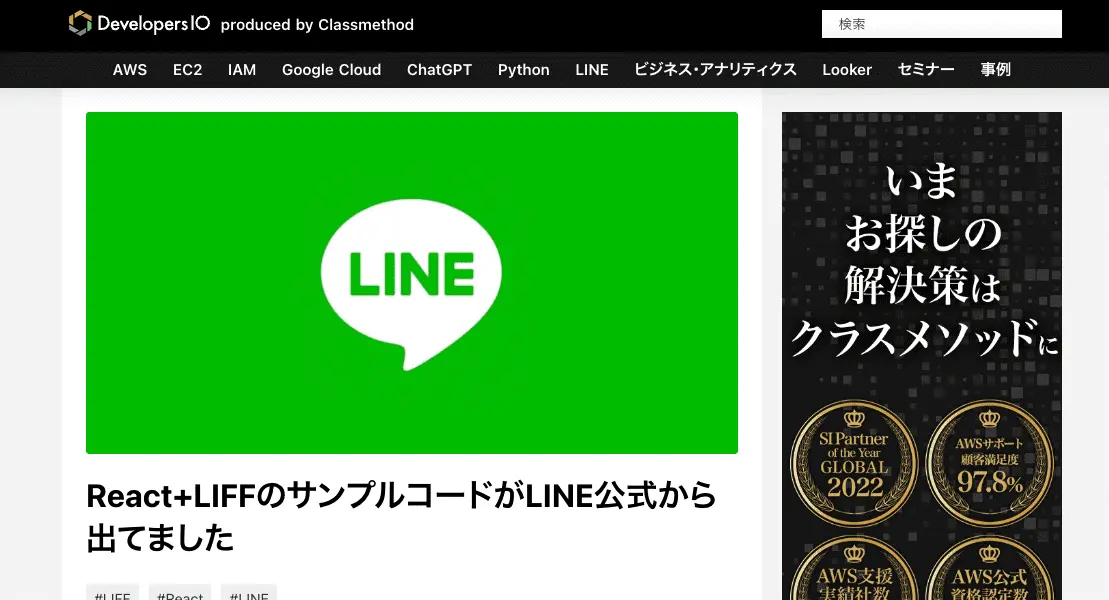 DevelopersIO produced by Classmethod
検索
AWS EC2 IAM Google Cloud ChatGPT Python LINE ビジネス・アナリティクス Looker セミナー 事例
LINE
React+LIFFのサンプルコードがLINE公式から
出てました
#LIFF #React #LINE
いま
お探しの
解決策は
クラスメソッドに
SI Partner
of the Year
GLOBAL
2022
AWSサポート
顧客満足度
97.8%
AWS支援
実績社数
AWS公式
資格認定数